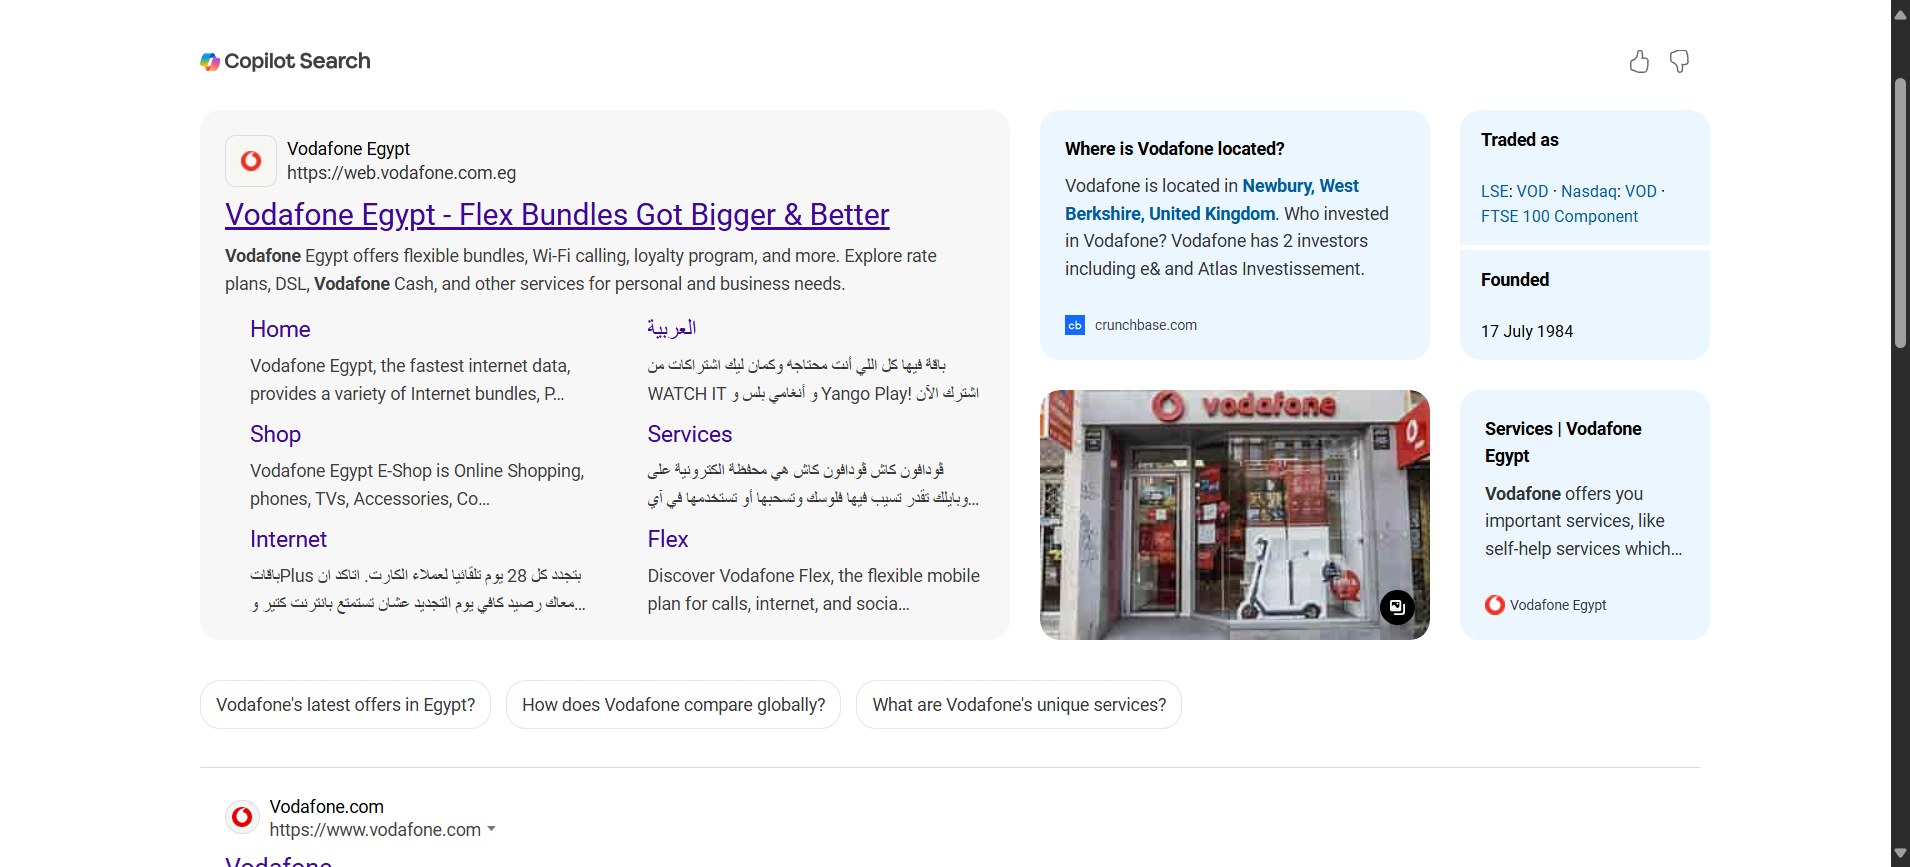 Copilot Search
Vodafone Egypt
https://web.vodafone.com.eg
Vodafone Egypt - Flex Bundles Got Bigger & Better
Vodafone Egypt offers flexible bundles, Wi-Fi calling, loyalty program, and more. Explore rate
plans, DSL, Vodafone Cash, and other services for personal and business needs.
Home
Vodafone Egypt, the fastest internet data,
provides a variety of Internet bundles, P...
العربية
باقة فيها كل اللي أنت محتاجه وكمان ليك اشتراكات من
WATCH IT و أنغامي بلس و Yango Play! اشترك الآن
Shop
Vodafone Egypt E-Shop is Online Shopping,
phones, TVs, Accessories, Co...
Services
ڤودافون كاش ڤودافون كاش هي محفظة الكترونية على
موبايلك تقدر تسيب فيها فلوسك وتسحبها أو تستخدمها في آي...
Internet
باقاتPlus بتجدد كل 28 يوم تلقائيا لعملاء الكارت. اتاكد ان
معاك رصيد كافي يوم التجديد عشان تستمتع بانترنت كتير و...
Flex
Discover Vodafone Flex, the flexible mobile
plan for calls, internet, and socia...
Where is Vodafone located?
Vodafone is located in Newbury, West
Berkshire, United Kingdom. Who invested
in Vodafone? Vodafone has 2 investors
including e& and Atlas Investissement.
cb crunchbase.com
Traded as
LSE: VOD · Nasdaq: VOD ·
FTSE 100 Component
Founded
17 July 1984
vodafone
Services | Vodafone
Egypt
Vodafone offers you
important services, like
self-help services which...
Vodafone Egypt
Vodafone's latest offers in Egypt?
How does Vodafone compare globally?
What are Vodafone's unique services?
Vodafone.com
https://www.vodafone.com
Vodafone